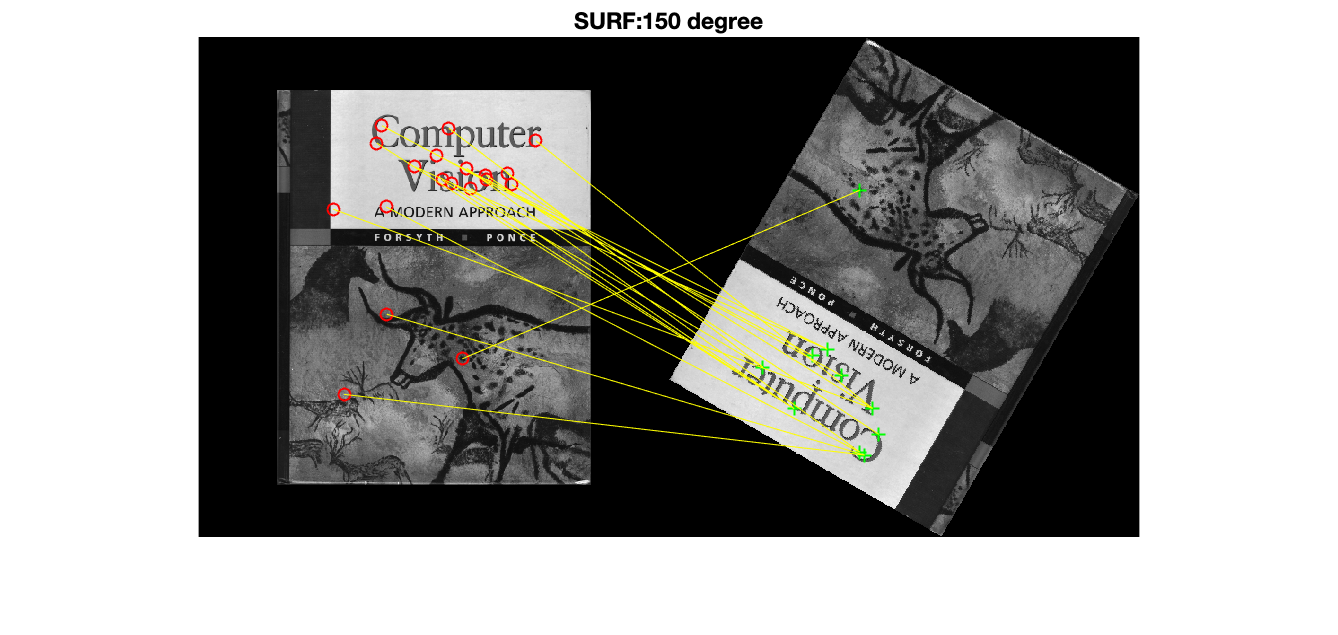 SURF:150 degree
Computer
Vision
A MODERN APPROACH
FORSYTH PONCE
PONCE
FORSYTH
A MODERN APPROACH
Vision
Computer